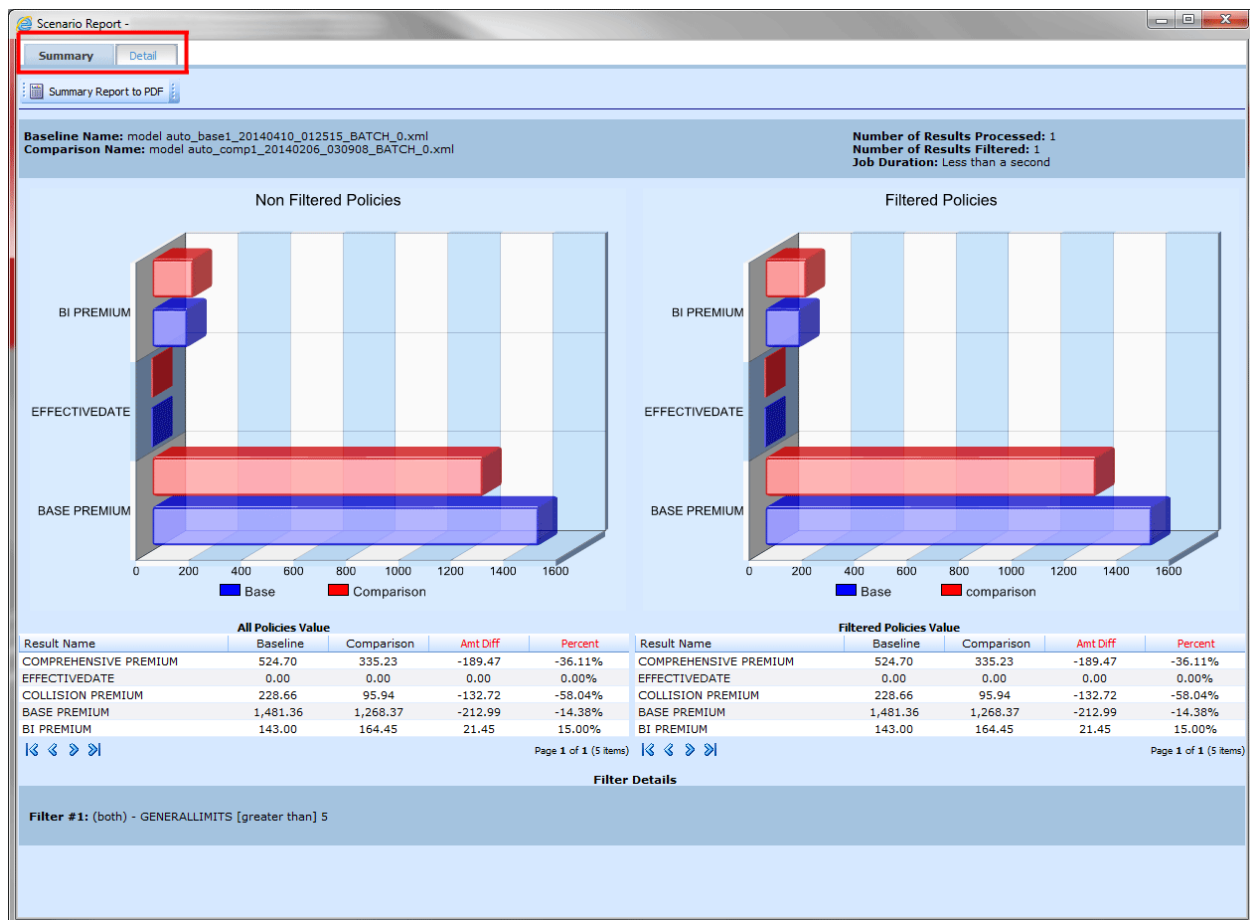 Scenario Report -
Summary Detail
Summary Report to PDF
Baseline Name: model auto_base1_20140410_012515_BATCH_0.xml
Comparison Name: model auto_comp1_20140206_030908_BATCH_0.xml
Number of Results Processed: 1
Number of Results Filtered: 1
Job Duration: Less than a second
Non Filtered Policies
BI PREMIUM
EFFECTIVEDATE
BASE PREMIUM
0 200 400 600 800 1000 1200 1400 1600
Base Comparison
Filtered Policies
BI PREMIUM
EFFECTIVEDATE
BASE PREMIUM
0 200 400 600 800 1000 1200 1400 1600
Base comparison
All Policies Value
Result Name Baseline Comparison Amt Diff Percent
COMPREHENSIVE PREMIUM 524.70 335.23 -189.47 -36.11%
EFFECTIVEDATE 0.00 0.00 0.00 0.00%
COLLISION PREMIUM 228.66 95.94 -132.72 -58.04%
BASE PREMIUM 1,481.36 1,268.37 -212.99 -14.38%
BI PREMIUM 143.00 164.45 21.45 15.00%
Page 1 of 1 (5 items)
Filtered Policies Value
Result Name Baseline Comparison Amt Diff Percent
COMPREHENSIVE PREMIUM 524.70 335.23 -189.47 -36.11%
EFFECTIVEDATE 0.00 0.00 0.00 0.00%
COLLISION PREMIUM 228.66 95.94 -132.72 -58.04%
BASE PREMIUM 1,481.36 1,268.37 -212.99 -14.38%
BI PREMIUM 143.00 164.45 21.45 15.00%
Page 1 of 1 (5 items)
Filter Details
Filter #1: (both) - GENERALLIMITS [greater than] 5